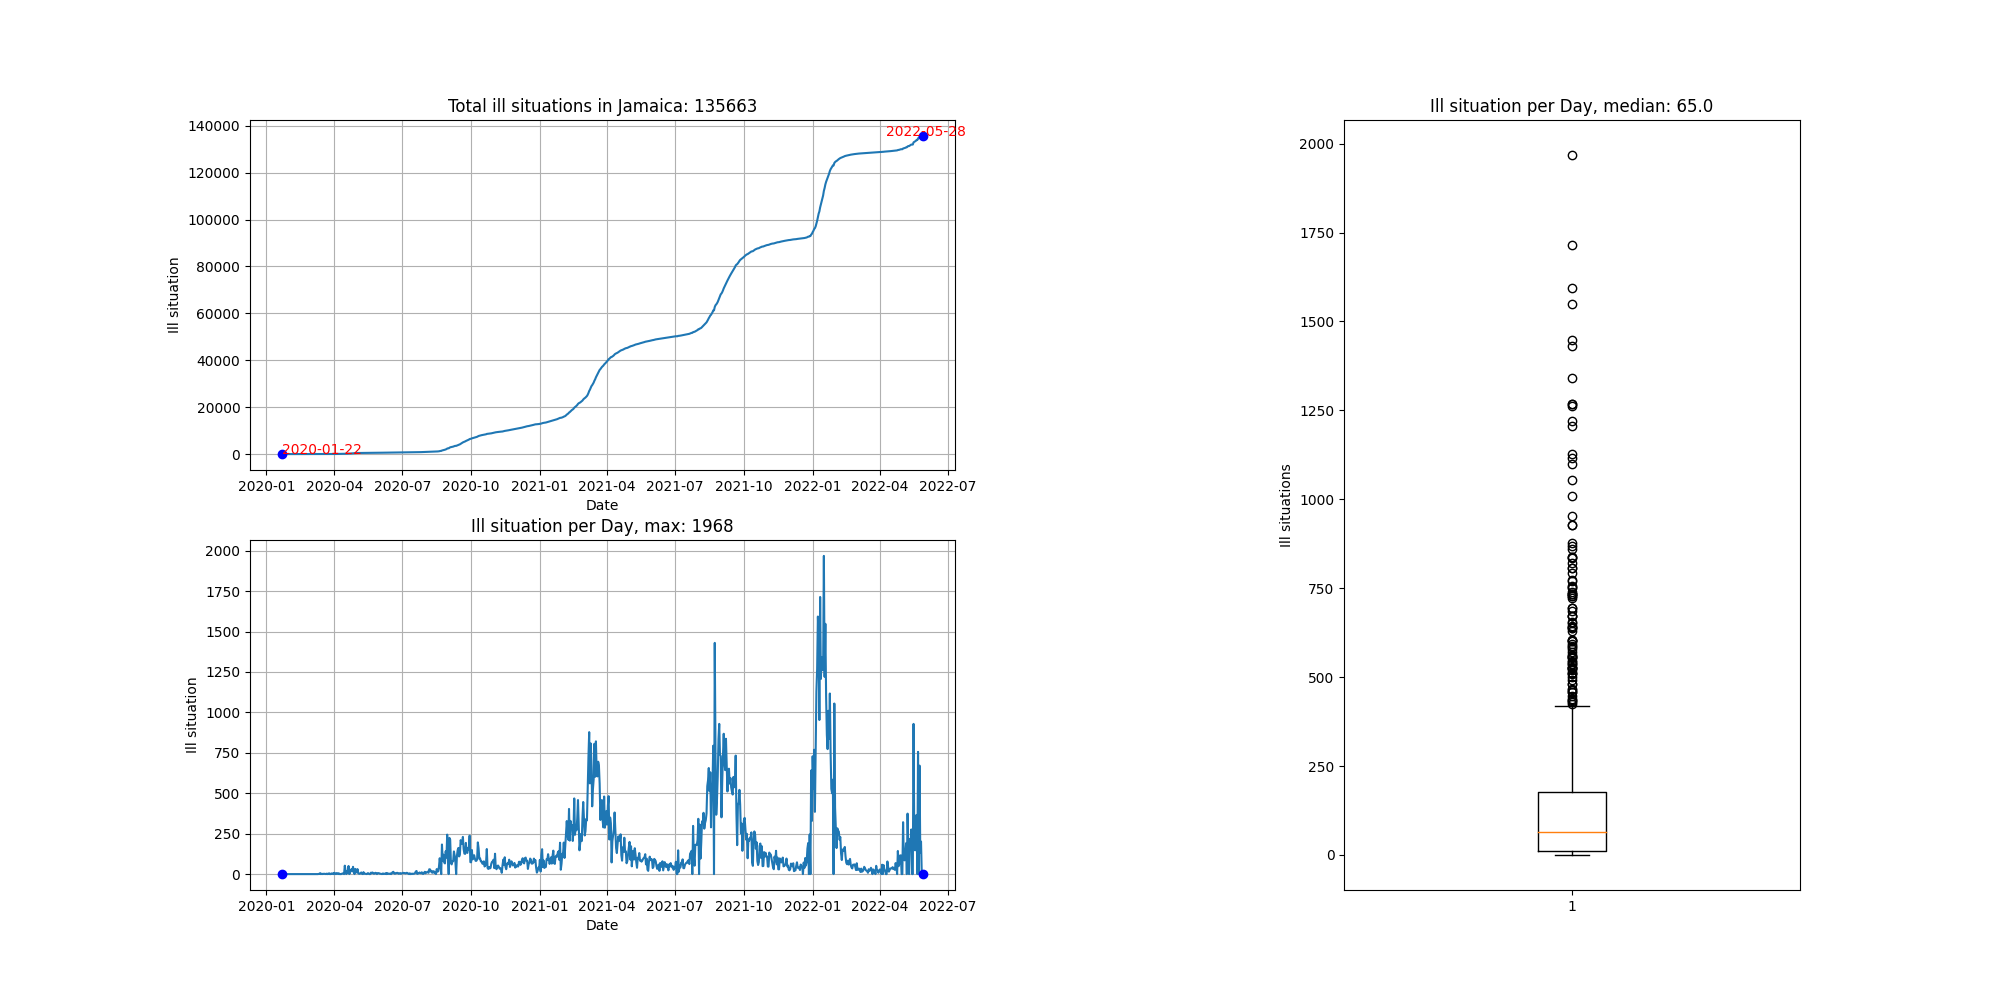 Total ill situations in Jamaica: 135663
Ill situation
140000
120000
100000
80000
60000
40000
20000
0
2020-01-22
2022-05-28
2020-01 2020-04 2020-07 2020-10 2021-01 2021-04 2021-07 2021-10 2022-01 2022-04 2022-07
Date
Ill situation per Day, max: 1968
Ill situation
2000
1750
1500
1250
1000
750
500
250
0
2020-01 2020-04 2020-07 2020-10 2021-01 2021-04 2021-07 2021-10 2022-01 2022-04 2022-07
Date
Ill situation per Day, median: 65.0
Ill situations
2000
1750
1500
1250
1000
750
500
250
0
1